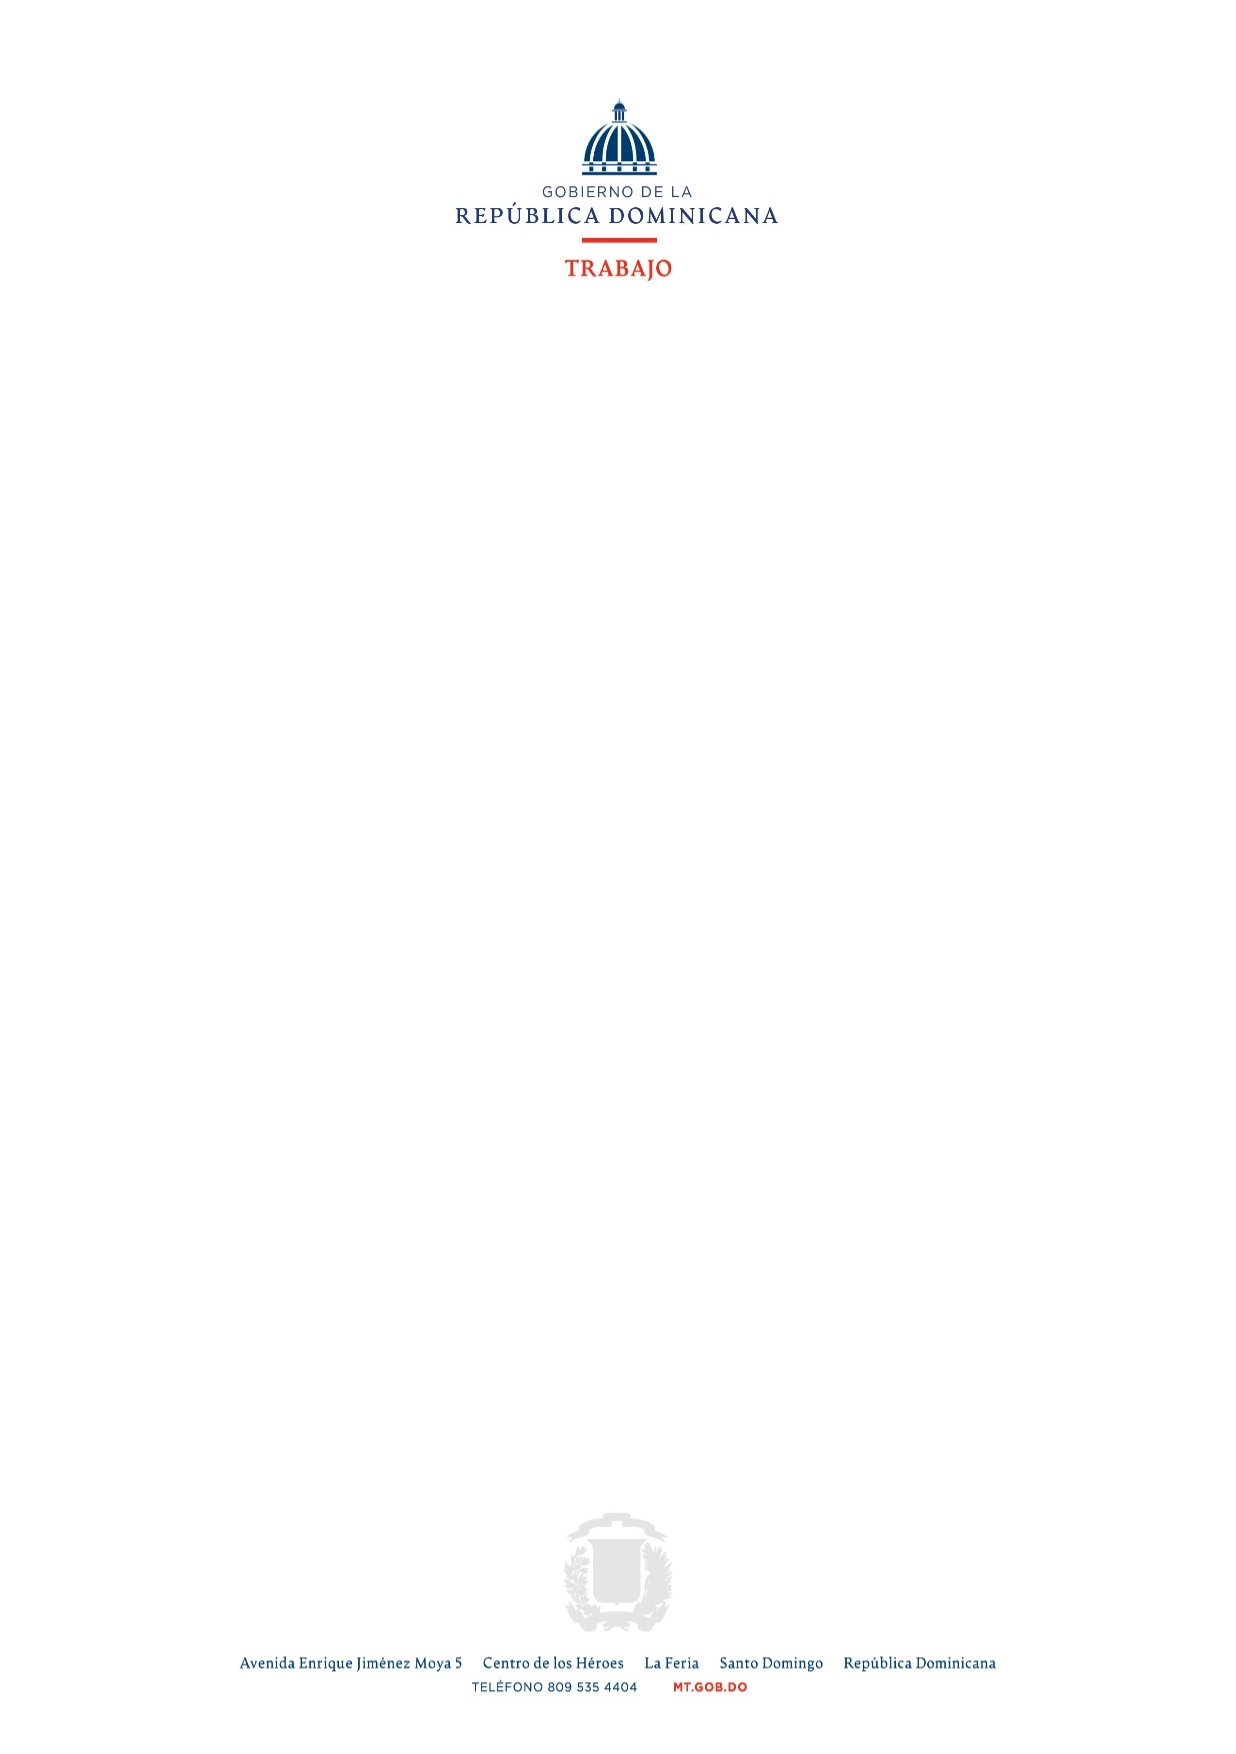 GOBIERNO DE LA
REPÚBLICA DOMINICANA
TRABAJO
Avenida Enrique Jiménez Moya 5 Centro de los Héroes La Feria Santo Domingo República Dominicana
TELÉFONO 809 535 4404 MT.GOB.DO